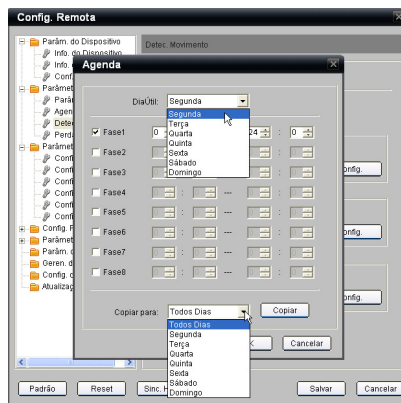 Config. Remota
Parâm. do Dispositivo
Detec. Movimento
Info. do Dispositivo
Info.
Agenda
Conf.
Parâmet
Pará
DiaÚtil: Segunda
Agen
Segunda
Dete
Terça
Fase1 0 24 : 0
Perda
Quarta
Parâmet
Quinta
Fase2 : --- :
Conf
Sexta
Conf
Sábado
Fase3 : --- :
onfig.
Conf
Domingo
Conf
Fase4 : --- :
Conf
Fase5 : --- :
Conf
Config. F
Fase6 : --- :
onfig.
Parâmet
Parâm. d
Fase7 : --- :
Geren. d
Config. d
Fase8 : --- :
Atualizaç
onfig.
Copiar para: Todos Dias Copiar
Todos Dias
Segunda
Terça
K Cancelar
Quarta
Quinta
Sexta
Padrão Reset Sinc. H Salvar Cancelar
Sábado
Domingo